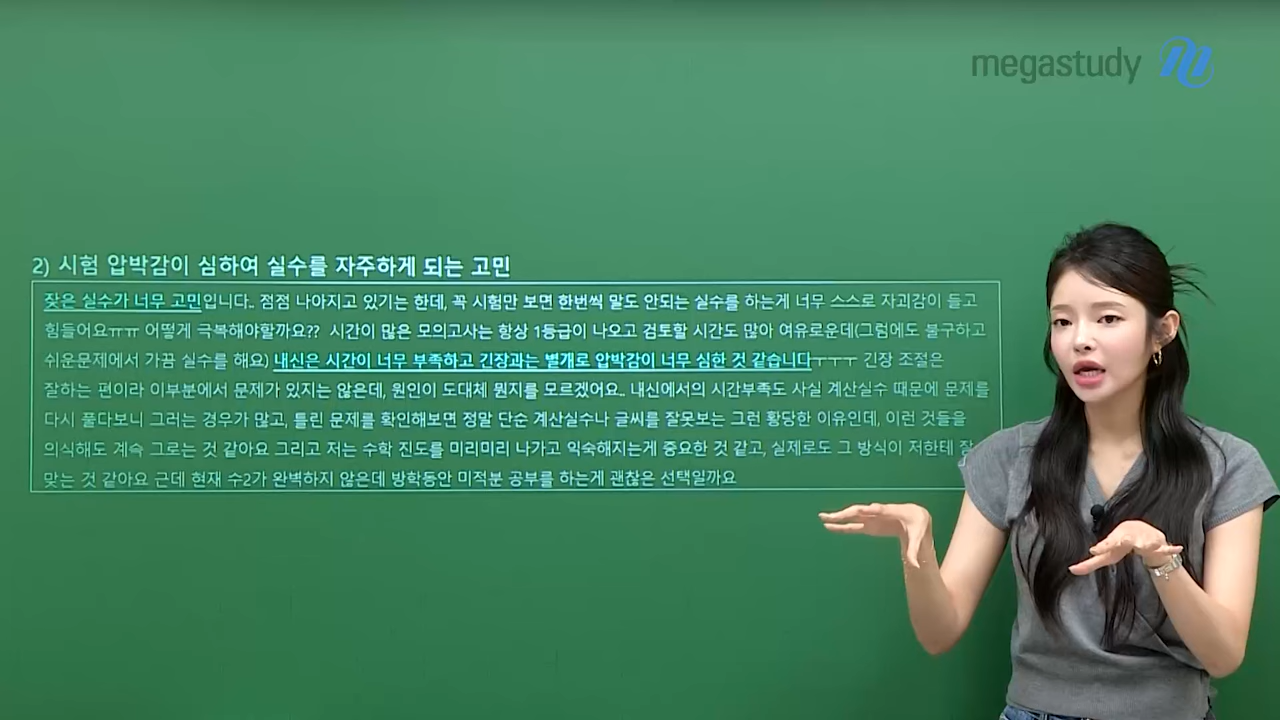 megastudy
2) 시험 압박감이 심하여 실수를 자주하게 되는 고민
잦은 실수가 너무 고민입니다.. 점점 나아지고 있기는 한데, 꼭 시험만 보면 한번씩 말도 안되는 실수를 하는게 너무 스스로 자괴감이 들고
힘들어요ㅠㅠ 어떻게 극복해야할까요?? 시간이 많은 모의고사는 항상 1등급이 나오고 검토할 시간도 많아 여유로운데(그럼에도 불구하고
쉬운문제에서 가끔 실수를 해요) 내신은 시간이 너무 부족하고 긴장과는 별개로 압박감이 너무 심한 것 같습니다ㅜㅜㅜ 긴장 조절은
잘하는 편이라 이부분에서 문제가 있지는 않은데, 원인이 도대체 뭔지를 모르겠어요.. 내신에서의 시간부족도 사실 계산실수 때문에 문제를
다시 풀다보니 그러는 경우가 많고, 틀린 문제를 확인해보면 정말 단순 계산실수나 글씨를 잘못보는 그런 황당한 이유인데, 이런 것들을
의식해도 계속 그로는 것 같아요 그리고 저는 수학 진도를 미리미리 나가고 익숙해지는게 중요한 것 같고, 실제로도 그 방식이 저한테 잘
맞는 것 같아요 근데 현재 수2가 완벽하지 않은데 방학동안 미적분 공부를 하는게 괜찮은 선택일까요